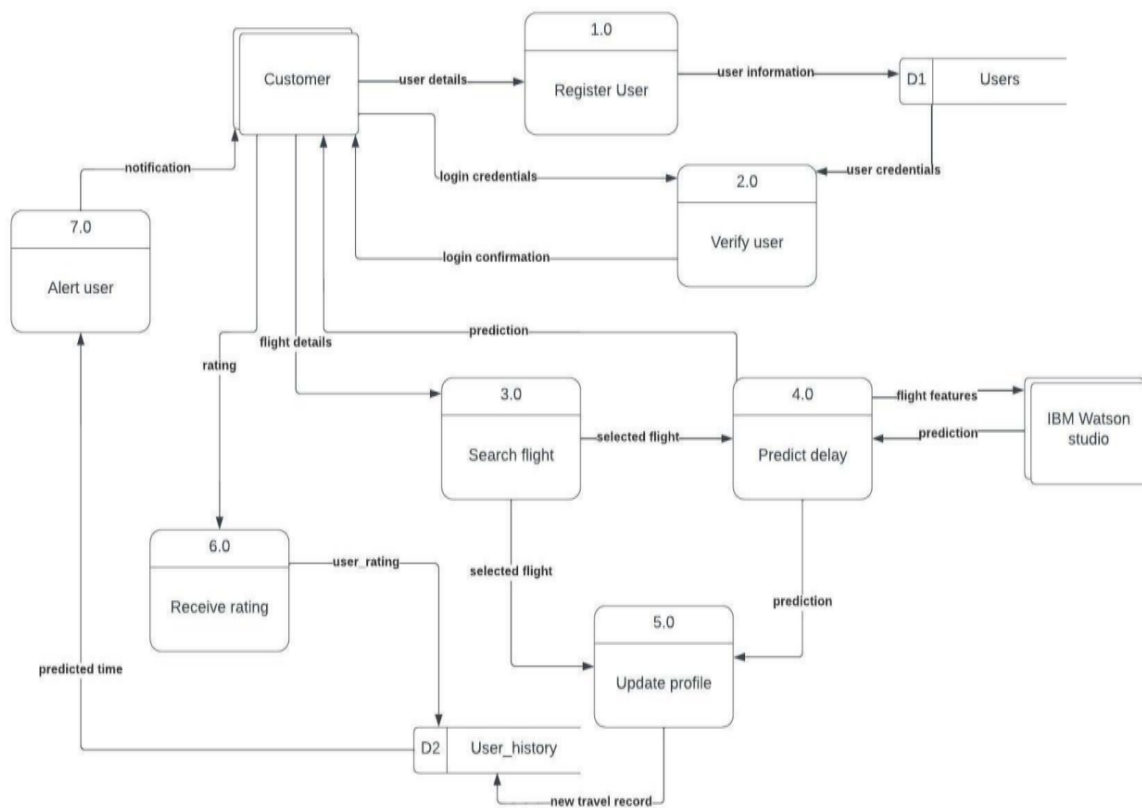 1.0
Customer
user details
Register User
user information
D1
Users
notification
login credentials
2.0
user credentials
7.0
Verify user
login confirmation
Alert user
prediction
flight details
rating
3.0
4.0
flight features
IBM Watson
studio
selected flight
prediction
Search flight
Predict delay
6.0
user_rating
selected flight
Receive rating
prediction
5.0
predicted time
Update profile
D2
User_history
new travel record